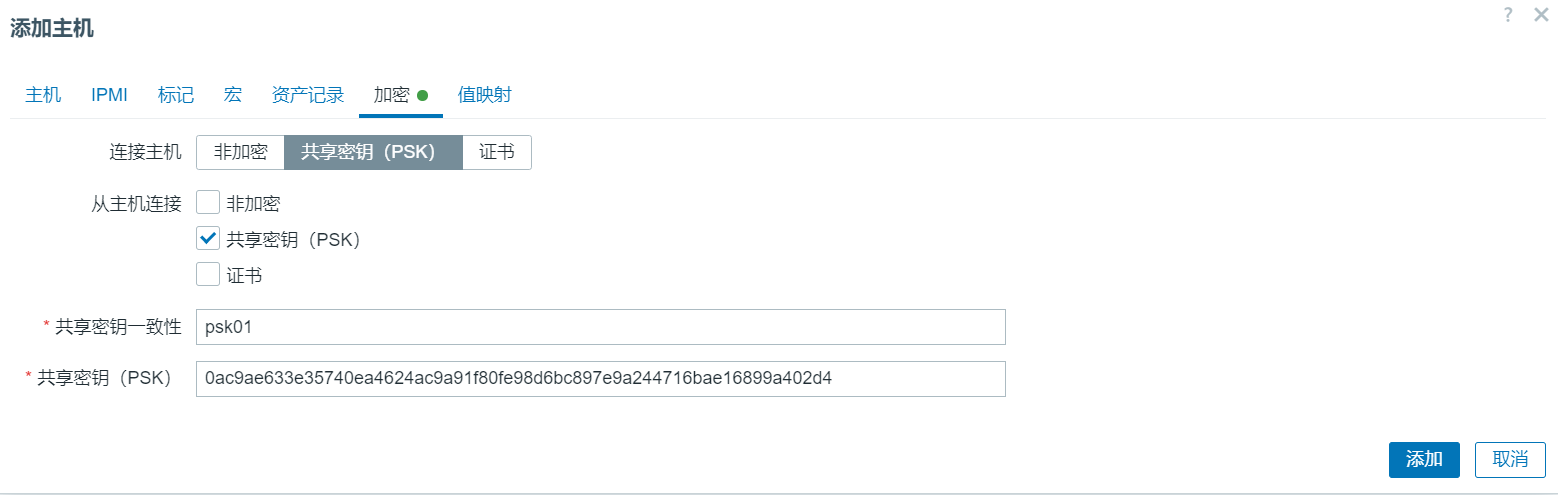 添加主机
? ×
主机 IPMI 标记 宏 资产记录 加密 值映射
连接主机 非加密 共享密钥（PSK） 证书
从主机连接 非加密
共享密钥（PSK）
证书
* 共享密钥一致性 psk01
* 共享密钥（PSK） 0ac9ae633e35740ea4624ac9a91f80fe98d6bc897e9a244716bae16899a402d4
添加 取消